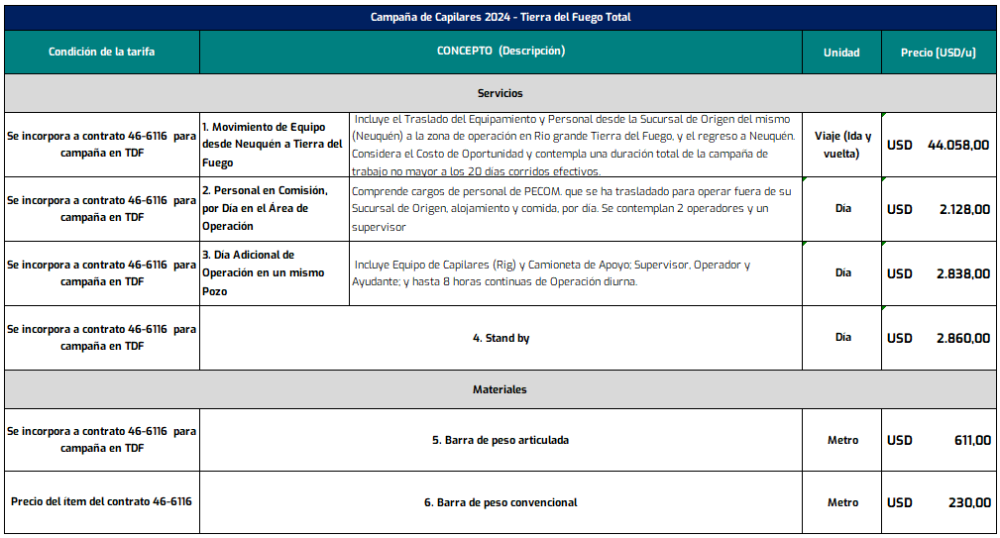 Campaña de Capilares 2024 - Tierra del Fuego Total
Condición de la tarifa
CONCEPTO (Descripción)
Unidad
Precio [USD/u]
Servicios
Se incorpora a contrato 46-6116 para
campaña en TDF
1. Movimiento de Equipo
desde Neuquén a Tierra del
Fuego
Incluye el Traslado del Equipamiento y Personal desde la Sucursal de Origen del mismo
(Neuquén) a la zona de operación en Rio grande Tierra del Fuego, y el regreso a Neuquén.
Considera el Costo de Oportunidad y contempla una duración total de la campaña de
trabajo no mayor a los 20 días corridos efectivos.
Viaje (Ida y
vuelta)
USD 44.058,00
Se incorpora a contrato 46-6116 para
campaña en TDF
2. Personal en Comisión,
por Día en el Área de
Operación
Comprende cargos de personal de PECOM, que se ha trasladado para operar fuera de su
Sucursal de Origen, alojamiento y comida, por día. Se contemplan 2 operadores y un
supervisor
Día
USD 2.128,00
Se incorpora a contrato 46-6116 para
campaña en TDF
3. Día Adicional de
Operación en un mismo
Pozo
Incluye Equipo de Capilares (Rig) y Camioneta de Apoyo; Supervisor, Operador y
Ayudante; y hasta 8 horas continuas de Operación diurna.
Día
USD 2.838,00
Se incorpora a contrato 46-6116 para
campaña en TDF
4. Stand by
Día
USD 2.860,00
Materiales
Se incorpora a contrato 46-6116 para
campaña en TDF
5. Barra de peso articulada
Metro
USD 611,00
Precio del ítem del contrato 46-6116
6. Barra de peso convencional
Metro
USD 230,00